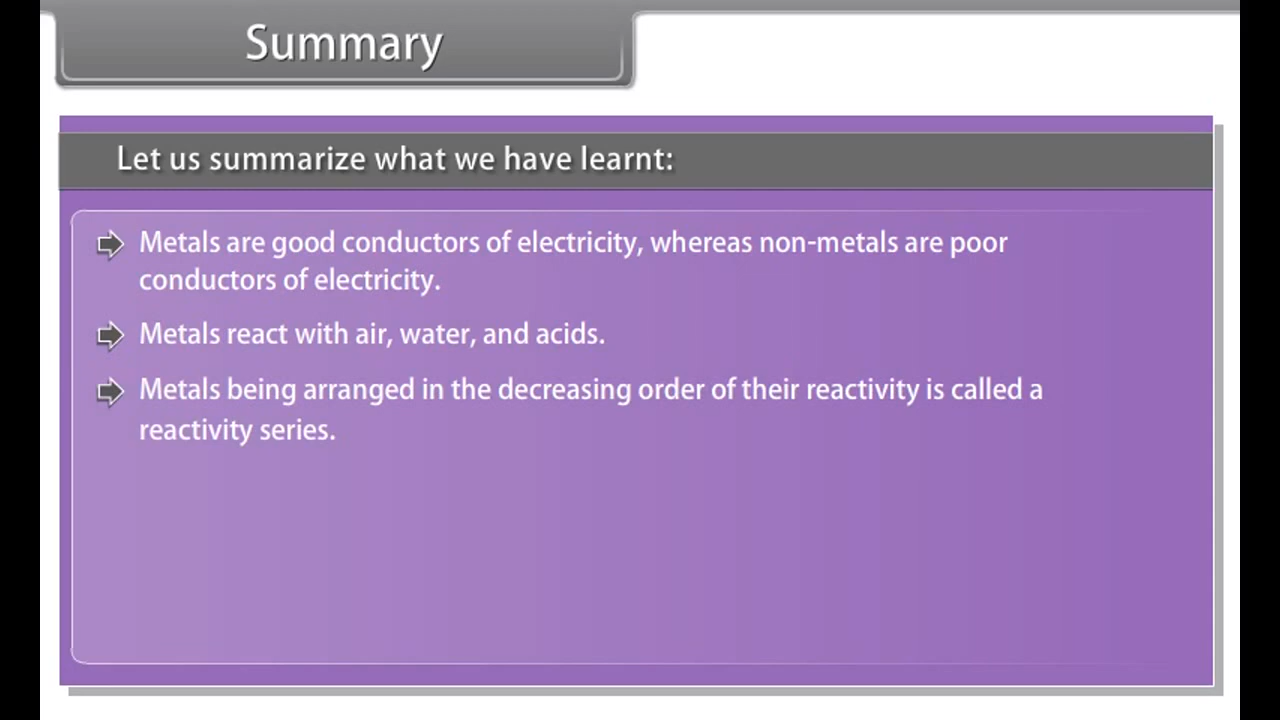 Summary
Let us summarize what we have learnt:
Metals are good conductors of electricity, whereas non-metals are poor
conductors of electricity.
Metals react with air, water, and acids.
Metals being arranged in the decreasing order of their reactivity is called a
reactivity series.